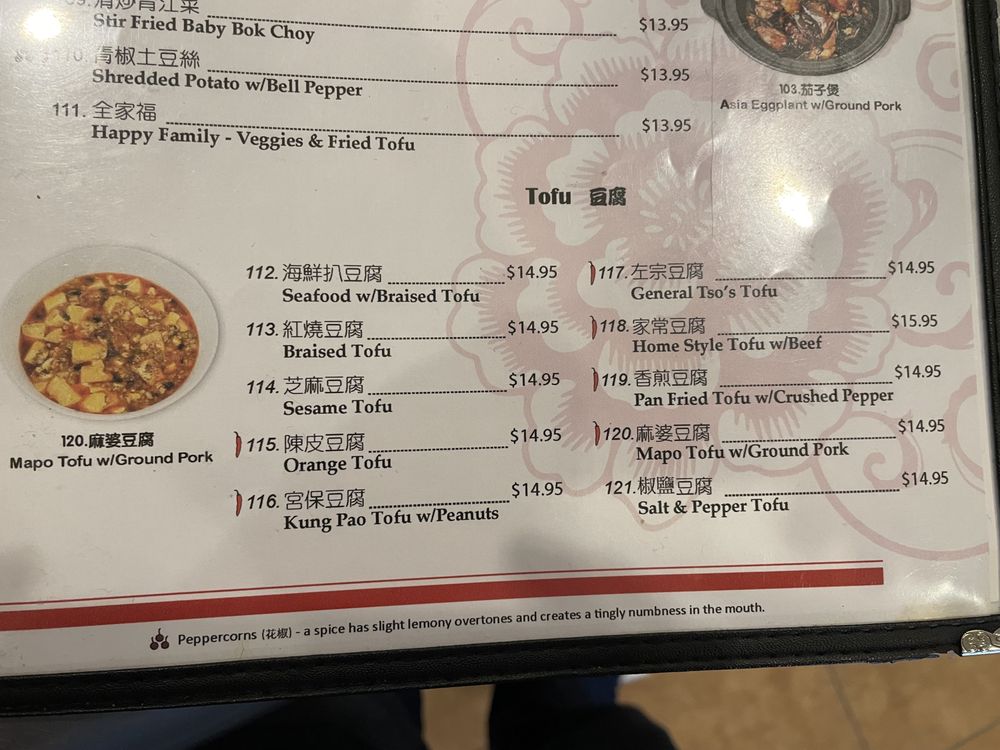 清炒青江菜
Stir Fried Baby Bok Choy $13.95
110. 青椒土豆絲
Shredded Potato w/Bell Pepper $13.95
111. 全家福
Happy Family - Veggies & Fried Tofu $13.95
103.茄子煲
Asia Eggplant w/Ground Pork
Tofu 豆腐
112. 海鮮扒豆腐 $14.95
Seafood w/Braised Tofu
113. 紅燒豆腐 $14.95
Braised Tofu
114. 芝麻豆腐 $14.95
Sesame Tofu
115. 陳皮豆腐 $14.95
Orange Tofu
116. 宮保豆腐 $14.95
Kung Pao Tofu w/Peanuts
117. 左宗豆腐 $14.95
General Tso's Tofu
118. 家常豆腐 $15.95
Home Style Tofu w/Beef
119. 香煎豆腐 $14.95
Pan Fried Tofu w/Crushed Pepper
120. 麻婆豆腐 $14.95
Mapo Tofu w/Ground Pork
121. 椒鹽豆腐 $14.95
Salt & Pepper Tofu
120.麻婆豆腐
Mapo Tofu w/Ground Pork
Peppercorns (花椒) - a spice has slight lemony overtones and creates a tingly numbness in the mouth.